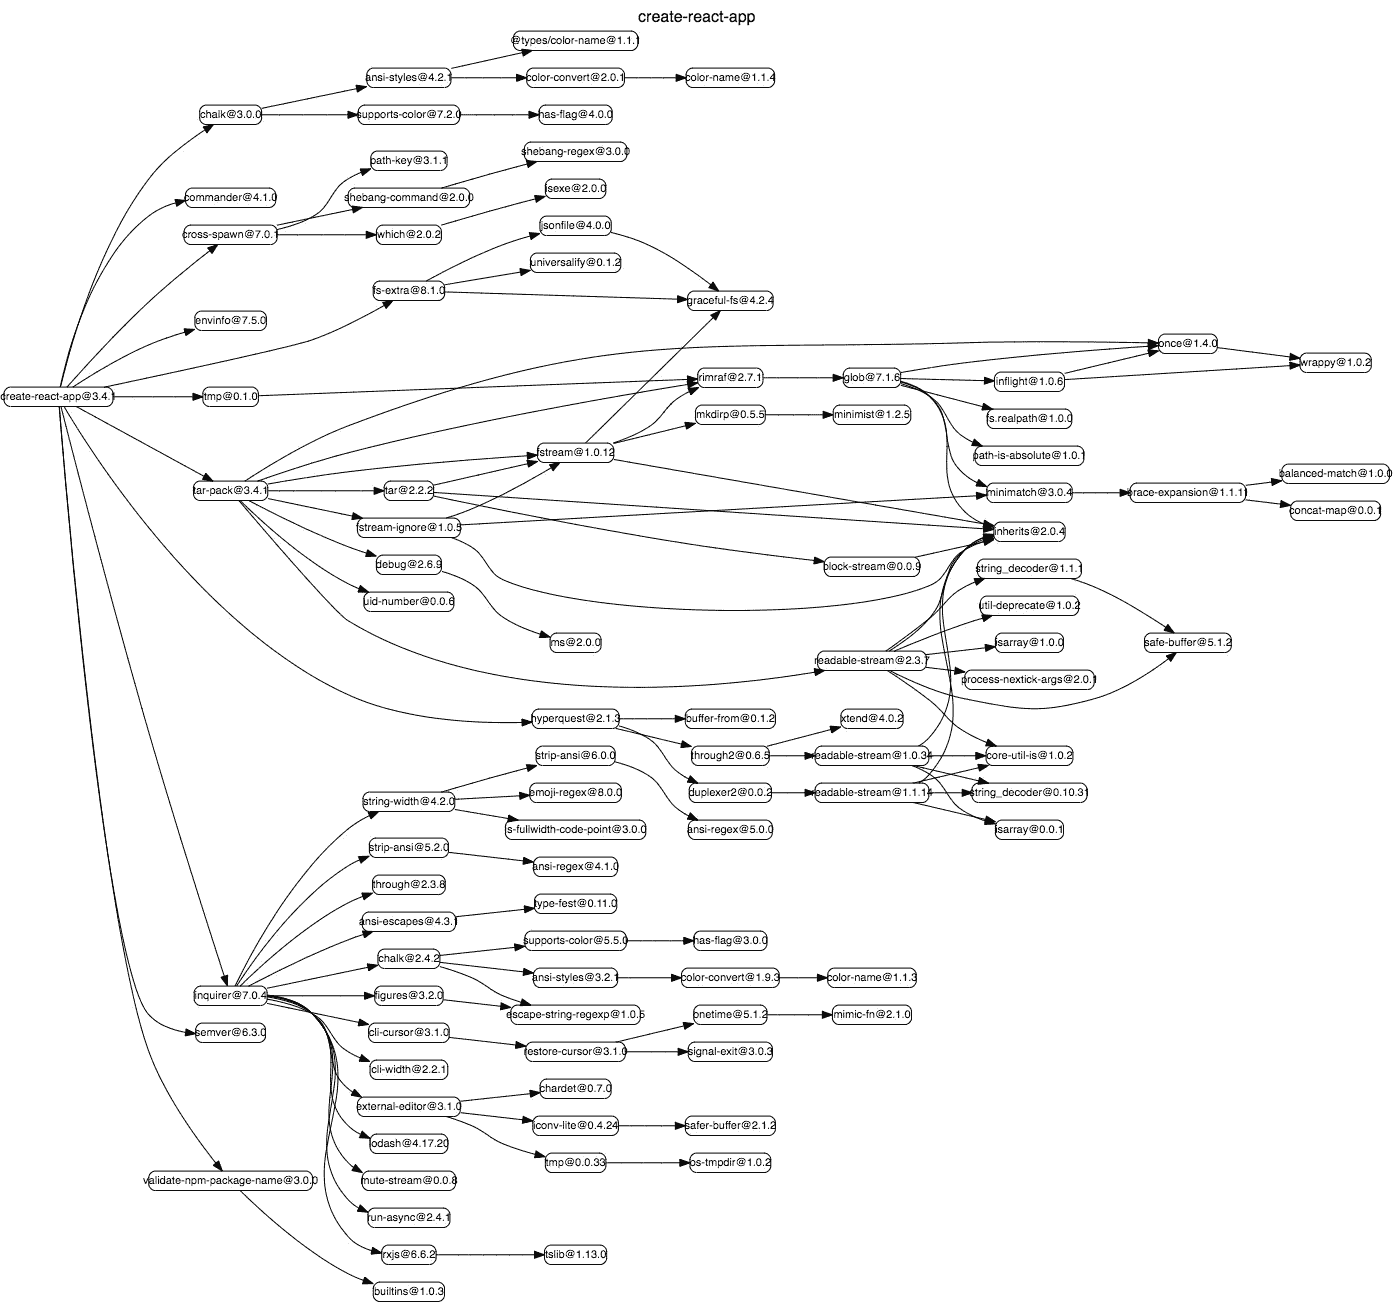 create-react-app
@types/color-name@1.1.1
ansi-styles@4.2.1
color-convert@2.0.1
color-name@1.1.4
chalk@3.0.0
supports-color@7.2.0
has-flag@4.0.0
shebang-regex@3.0.0
path-key@3.1.1
isexe@2.0.0
commander@4.1.0
shebang-command@2.0.0
jsonfile@4.0.0
cross-spawn@7.0.1
which@2.0.2
universalify@0.1.2
fs-extra@8.1.0
graceful-fs@4.2.4
envinfo@7.5.0
once@1.4.0
wrappy@1.0.2
rimraf@2.7.1
glob@7.1.6
inflight@1.0.6
create-react-app@3.4.1
tmp@0.1.0
mkdirp@0.5.5
minimist@1.2.5
fs.realpath@1.0.0
fstream@1.0.12
path-is-absolute@1.0.1
balanced-match@1.0.0
tar-pack@3.4.1
tar@2.2.2
minimatch@3.0.4
brace-expansion@1.1.11
concat-map@0.0.1
fstream-ignore@1.0.5
inherits@2.0.4
debug@2.6.9
block-stream@0.0.9
string_decoder@1.1.1
uid-number@0.0.6
util-deprecate@1.0.2
ms@2.0.0
isarray@1.0.0
safe-buffer@5.1.2
readable-stream@2.3.7
process-nextick-args@2.0.1
hyperquest@2.1.3
buffer-from@0.1.2
xtend@4.0.2
strip-ansi@6.0.0
through2@0.6.5
readable-stream@1.0.34
core-util-is@1.0.2
string-width@4.2.0
emoji-regex@8.0.0
duplexer2@0.0.2
readable-stream@1.1.14
string_decoder@0.10.31
is-fullwidth-code-point@3.0.0
ansi-regex@5.0.0
isarray@0.0.1
strip-ansi@5.2.0
ansi-regex@4.1.0
through@2.3.8
type-fest@0.11.0
ansi-escapes@4.3.1
supports-color@5.5.0
has-flag@3.0.0
chalk@2.4.2
ansi-styles@3.2.1
color-convert@1.9.3
color-name@1.1.3
inquirer@7.0.4
figures@3.2.0
escape-string-regexp@1.0.5
onetime@5.1.2
mimic-fn@2.1.0
semver@6.3.0
cli-cursor@3.1.0
restore-cursor@3.1.0
signal-exit@3.0.3
cli-width@2.2.1
chardet@0.7.0
external-editor@3.1.0
iconv-lite@0.4.24
safer-buffer@2.1.2
lodash@4.17.20
tmp@0.0.33
os-tmpdir@1.0.2
validate-npm-package-name@3.0.0
mute-stream@0.0.8
run-async@2.4.1
rxjs@6.6.2
tslib@1.13.0
builtins@1.0.3